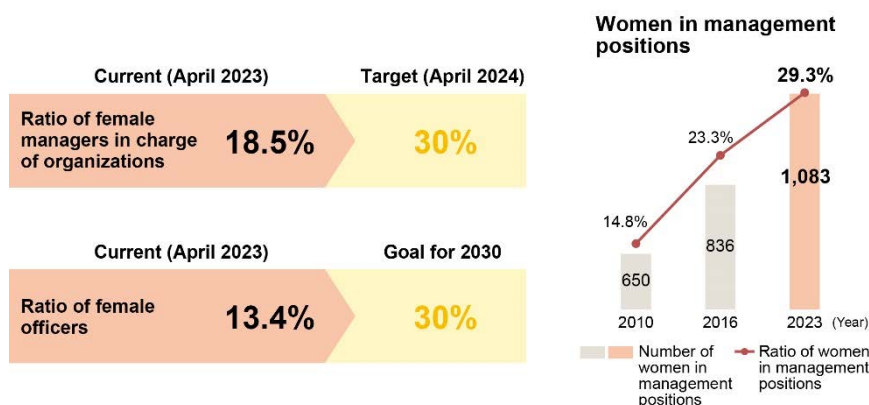 Current (April 2023)
Target (April 2024)
Ratio of female
managers in charge
of organizations
18.5%
30%
Current (April 2023)
Goal for 2030
Ratio of female
officers
13.4%
30%
Women in management
positions
29.3%
23.3%
14.8%
1,083
836
650
2010
2016
2023
(Year)
Number of
women in
management
positions
Ratio of women
in management
positions